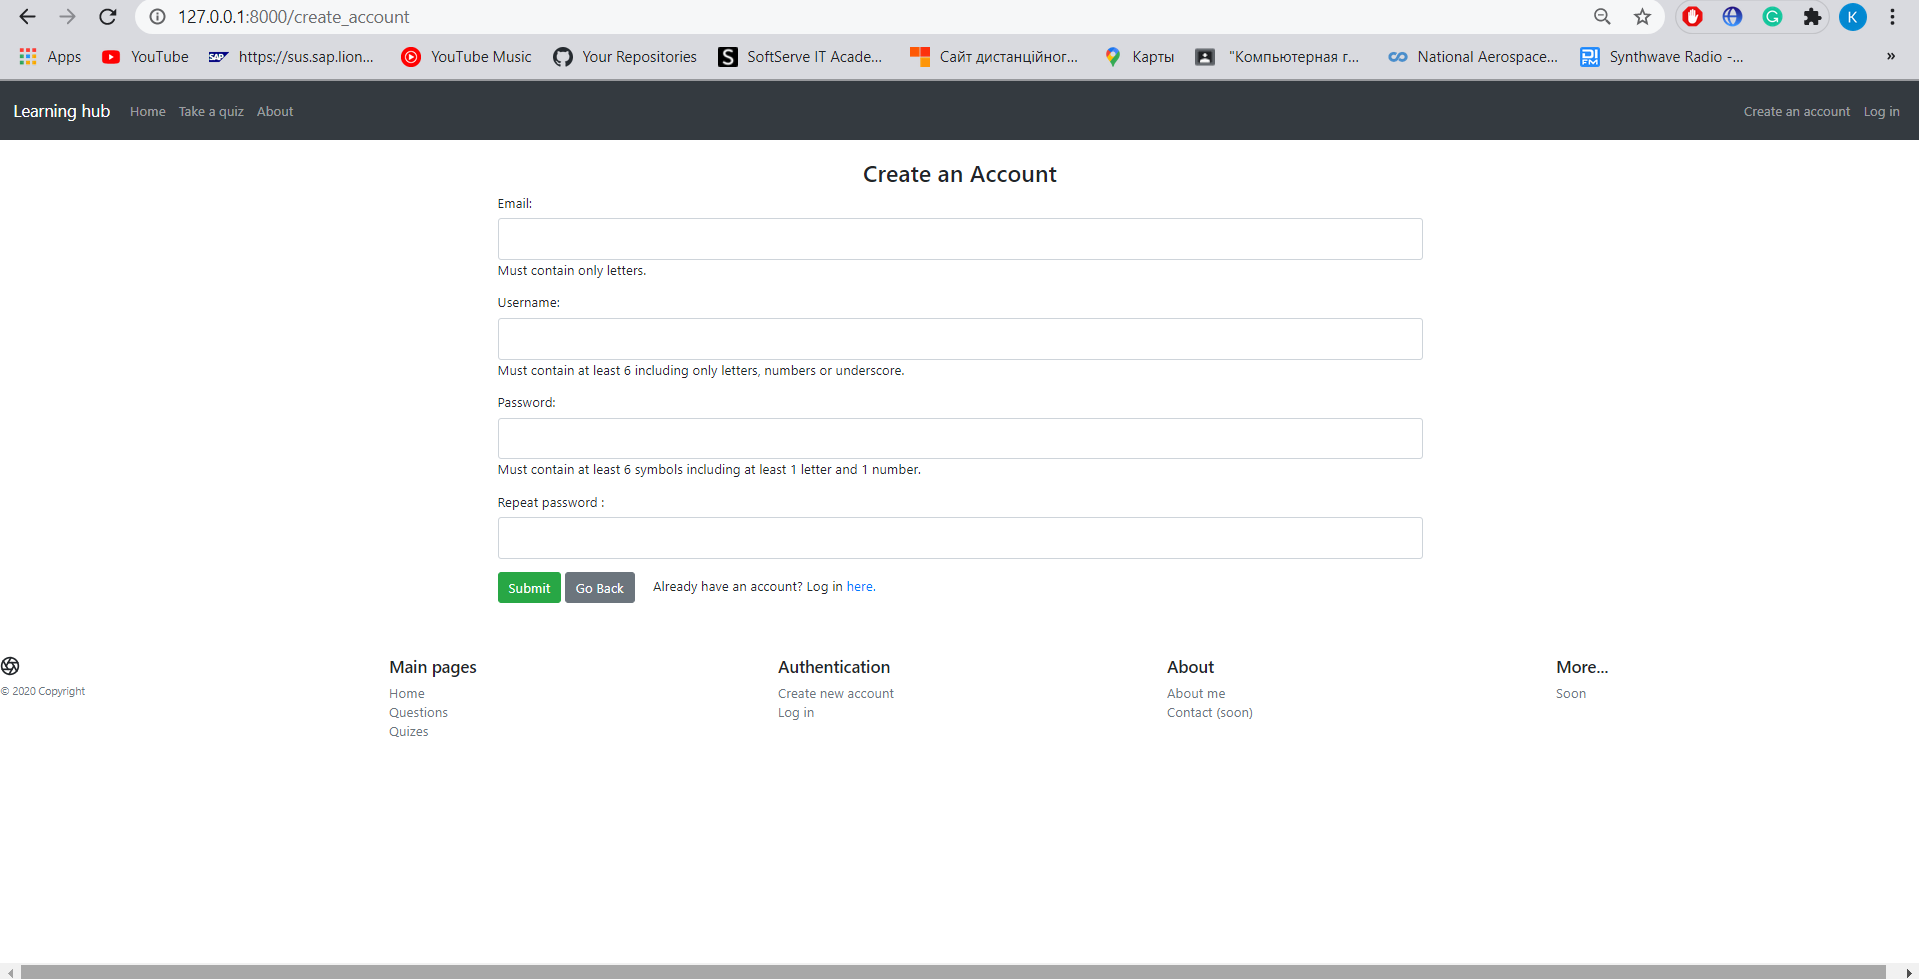 127.0.0.1:8000/create_account
K
Apps YouTube SAP https://sus.sap.lion... YouTube Music Your Repositories S SoftServe IT Acade... Сайт дистанційног... Карты "Компьютерная г... National Aerospace... DI FM Synthwave Radio -... »
Learning hub Home Take a quiz About Create an account Log in
Create an Account
Email:
Must contain only letters.
Username:
Must contain at least 6 including only letters, numbers or underscore.
Password:
Must contain at least 6 symbols including at least 1 letter and 1 number.
Repeat password :
Submit Go Back Already have an account? Log in here.
Main pages Authentication About More...
© 2020 Copyright Home Create new account About me Soon
Questions Log in Contact (soon)
Quizes